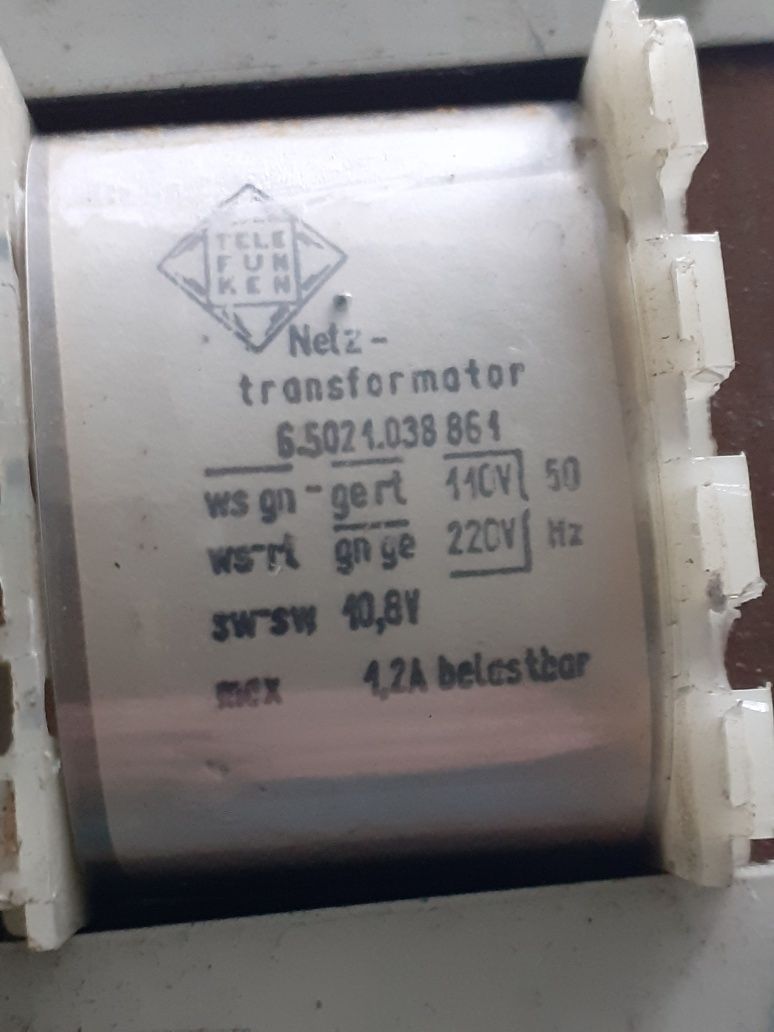 TELE
FUN
KEN
Netz-
transformator
6.5021.038 861
ws gn - ge rt 110V 50
ws-rt gn ge 220V Hz
sw-sw 10,8V
max 1,2A belastbar